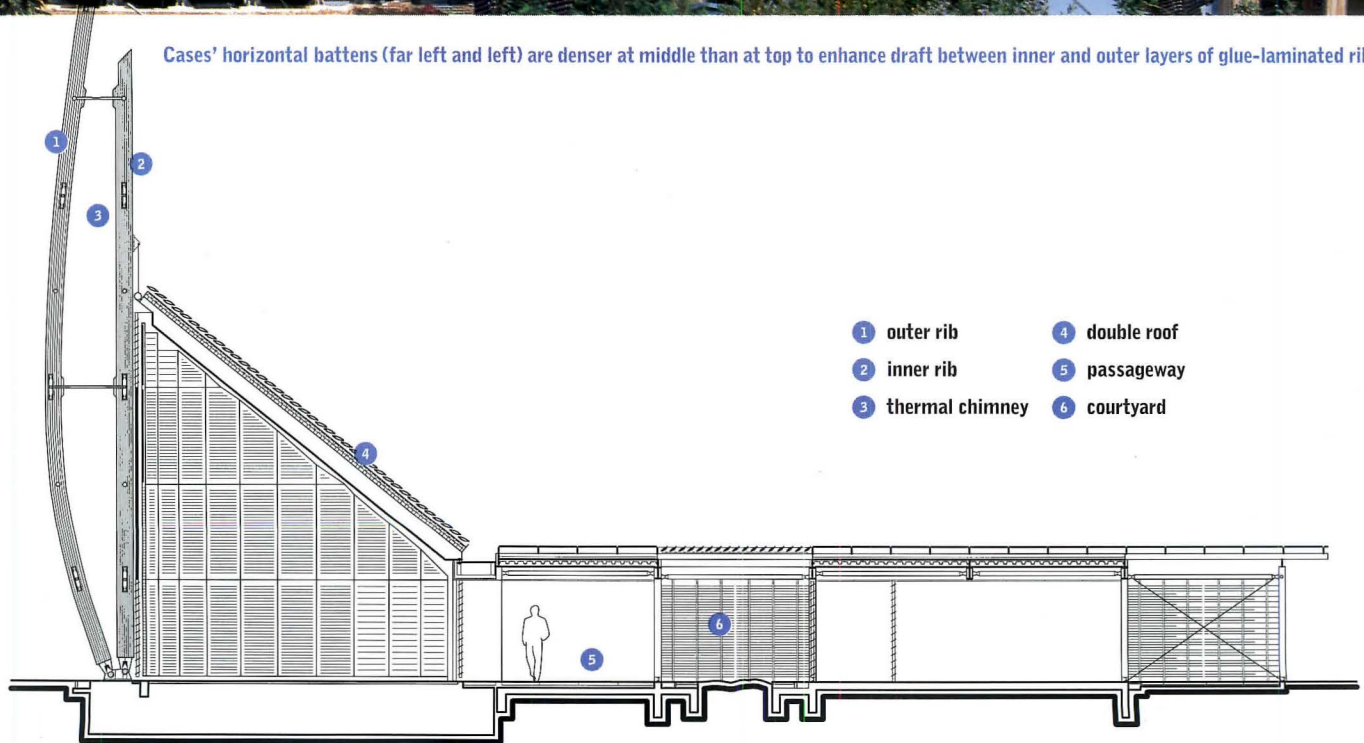 Cases' horizontal battens (far left and left) are denser at middle than at top to enhance draft between inner and outer layers of glue-laminated
1
2
3
4
5
6
1 outer rib
2 inner rib
3 thermal chimney
4 double roof
5 passageway
6 courtyard